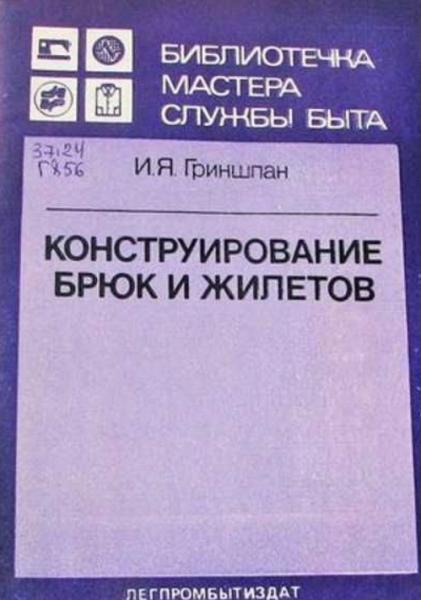 БИБЛИОТЕЧКА
МАСТЕРА
СЛУЖБЫ БЫТА
37.24
Г856
И.Я. Гриншпан
КОНСТРУИРОВАНИЕ
БРЮК И ЖИЛЕТОВ
ЛЕГПРОМБЫТИЗДАТ